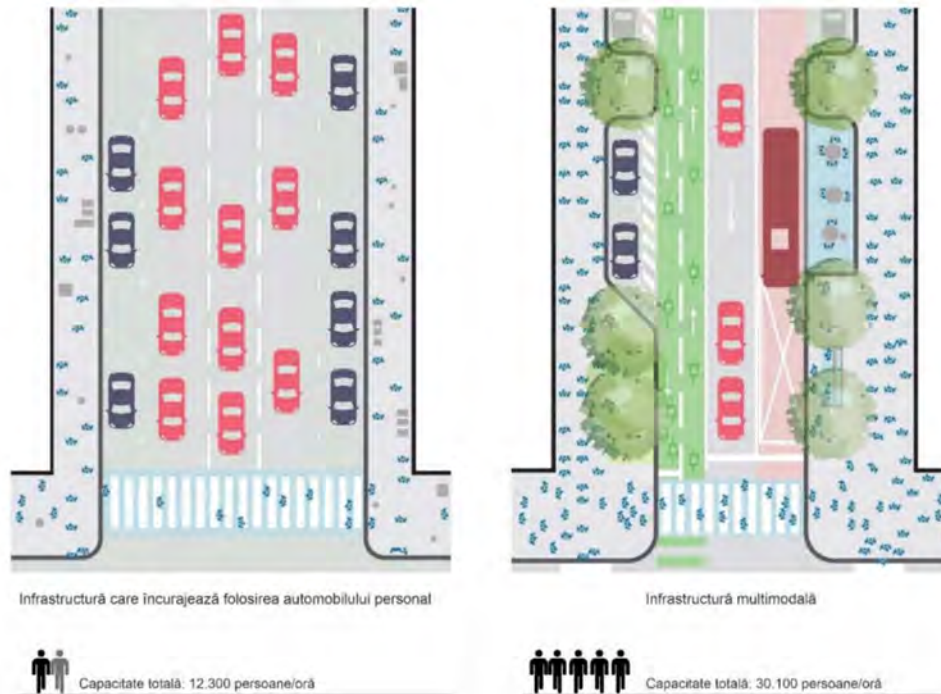 Infrastructură care încurajează folosirea automobilului personal
Infrastructură multimodală
Capacitate totală: 12.300 persoane/oră
Capacitate totală: 30.100 persoane/oră